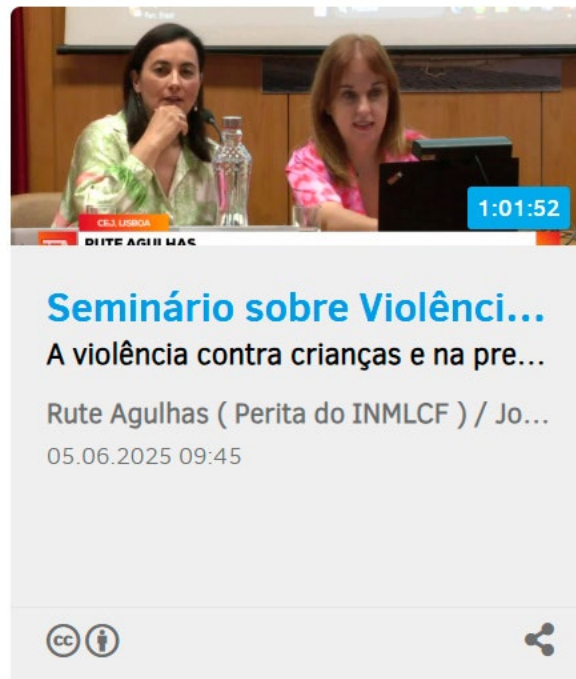 CEJ, LISBOA
RUTE AGULHAS
1:01:52
Seminário sobre Violênci...
A violência contra crianças e na pre...
Rute Agulhas ( Perita do INMLCF ) / Jo...
05.06.2025 09:45
cc